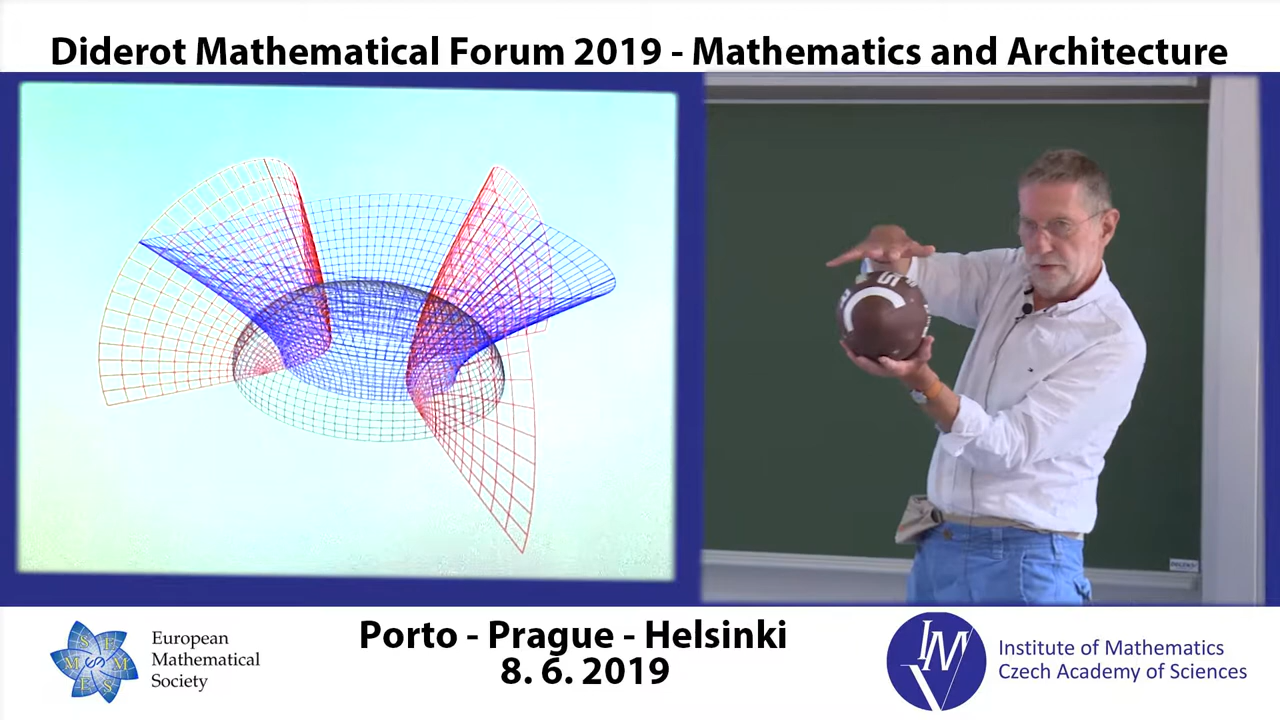 Diderot Mathematical Forum 2019 - Mathematics and Architecture
European
Mathematical
Society
Porto - Prague - Helsinki
8. 6. 2019
IM
Institute of Mathematics
Czech Academy of Sciences